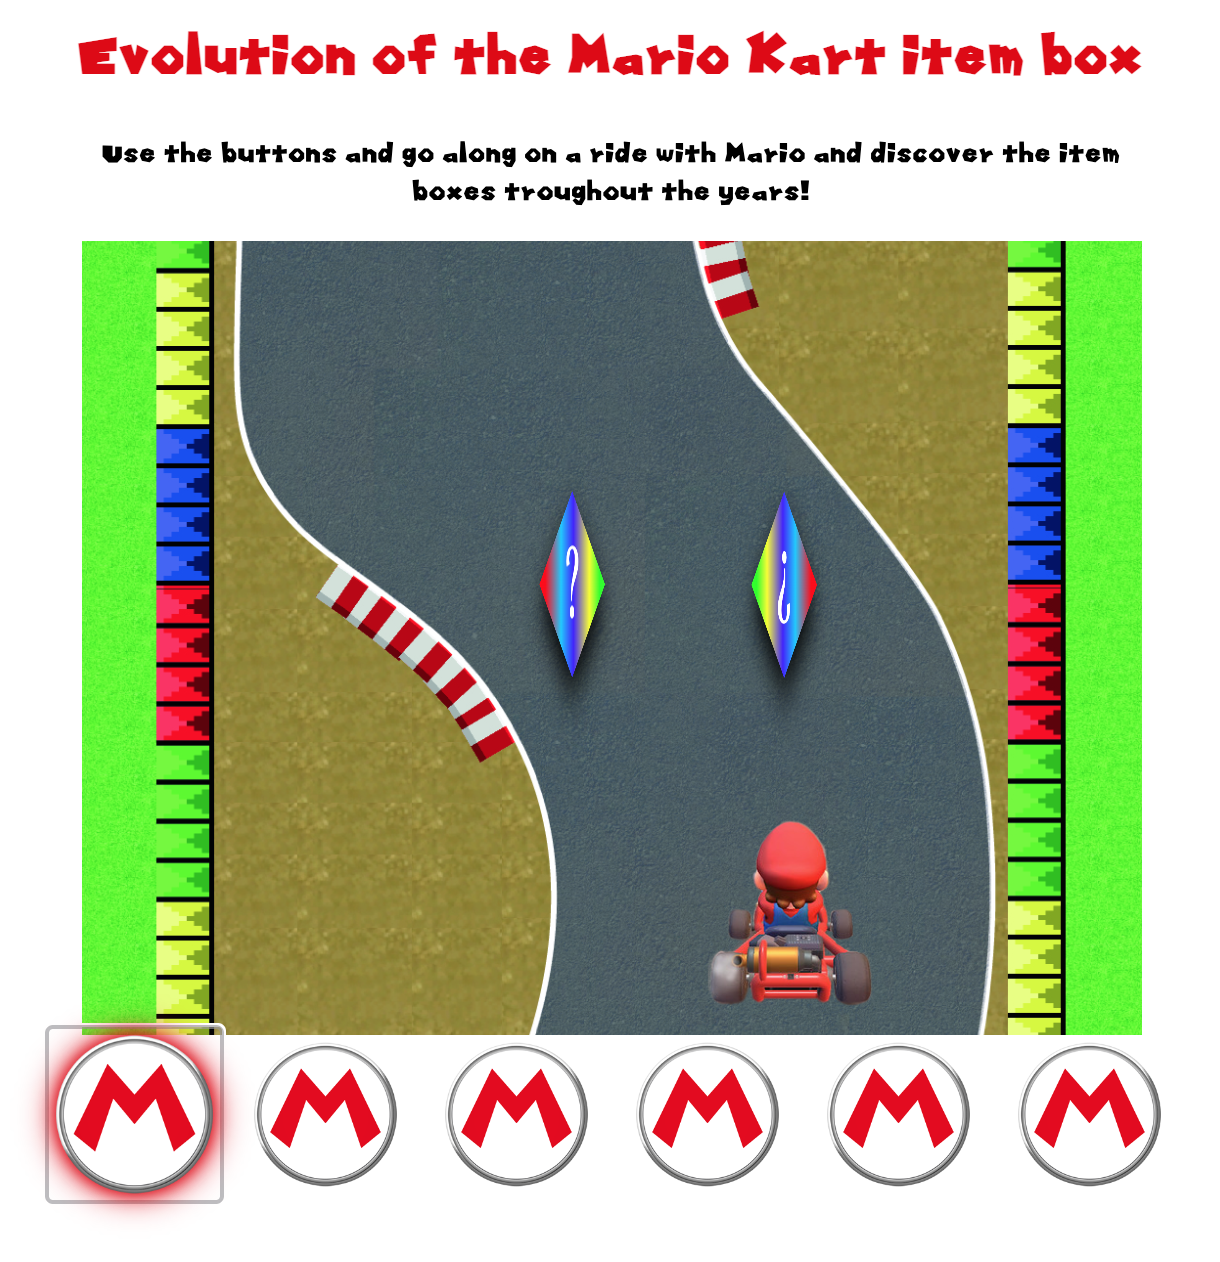 Evolution of the Mario Kart item box
Use the buttons and go along on a ride with Mario and discover the item
boxes troughout the years!
? ¿
M M M M M M